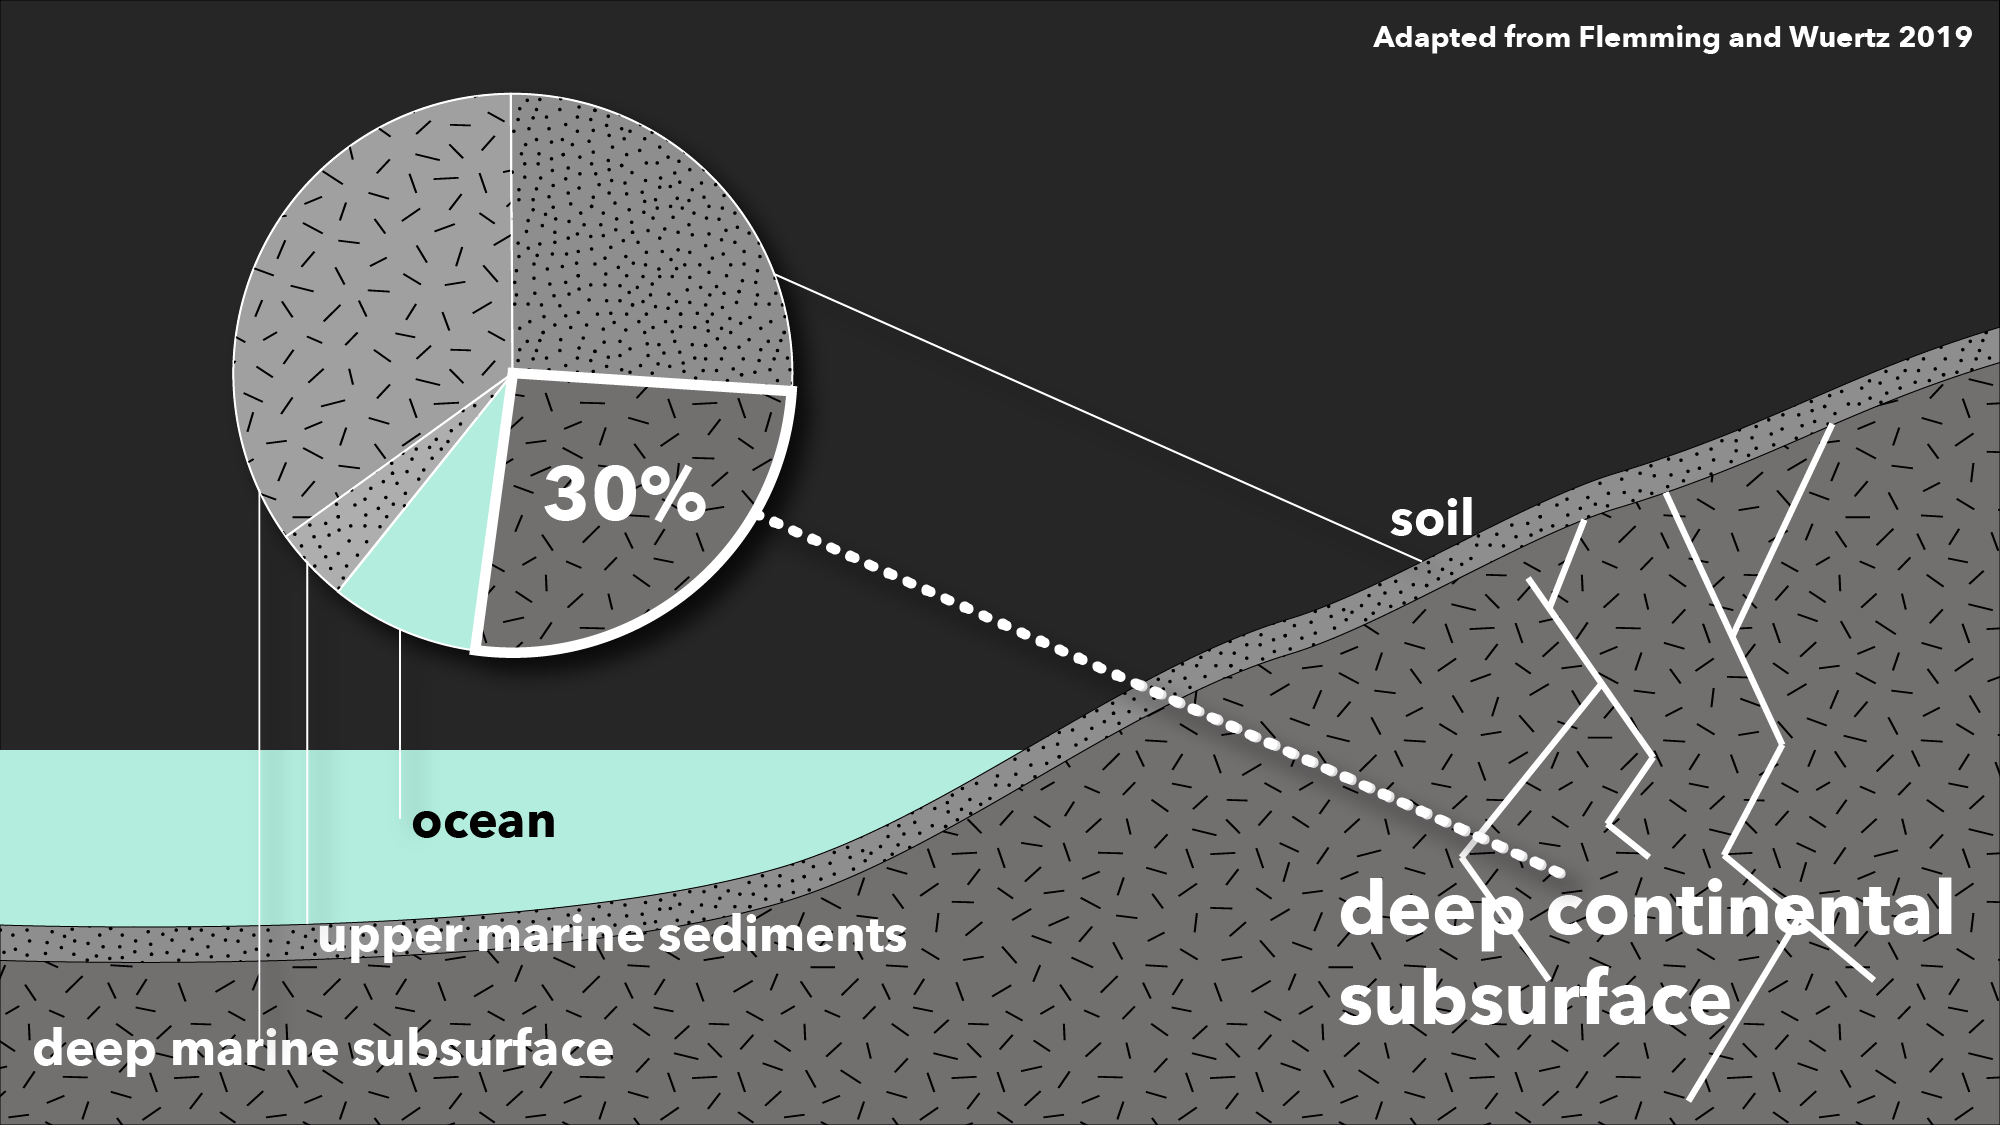 Adapted from Flemming and Wuertz 2019
30%
soil
ocean
deep continental
subsurface
upper marine sediments
deep marine subsurface